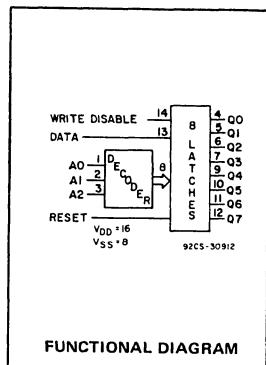 14
WRITE DISABLE
DATA 13
A0 1
A1 2
A2 3
DECODER
8
8 LATCHES
4 Q0
5 Q1
6 Q2
7 Q3
9 Q4
10 Q5
11 Q6
12 Q7
RESET
VDD = 16
VSS = 8
92CS-30912
FUNCTIONAL DIAGRAM